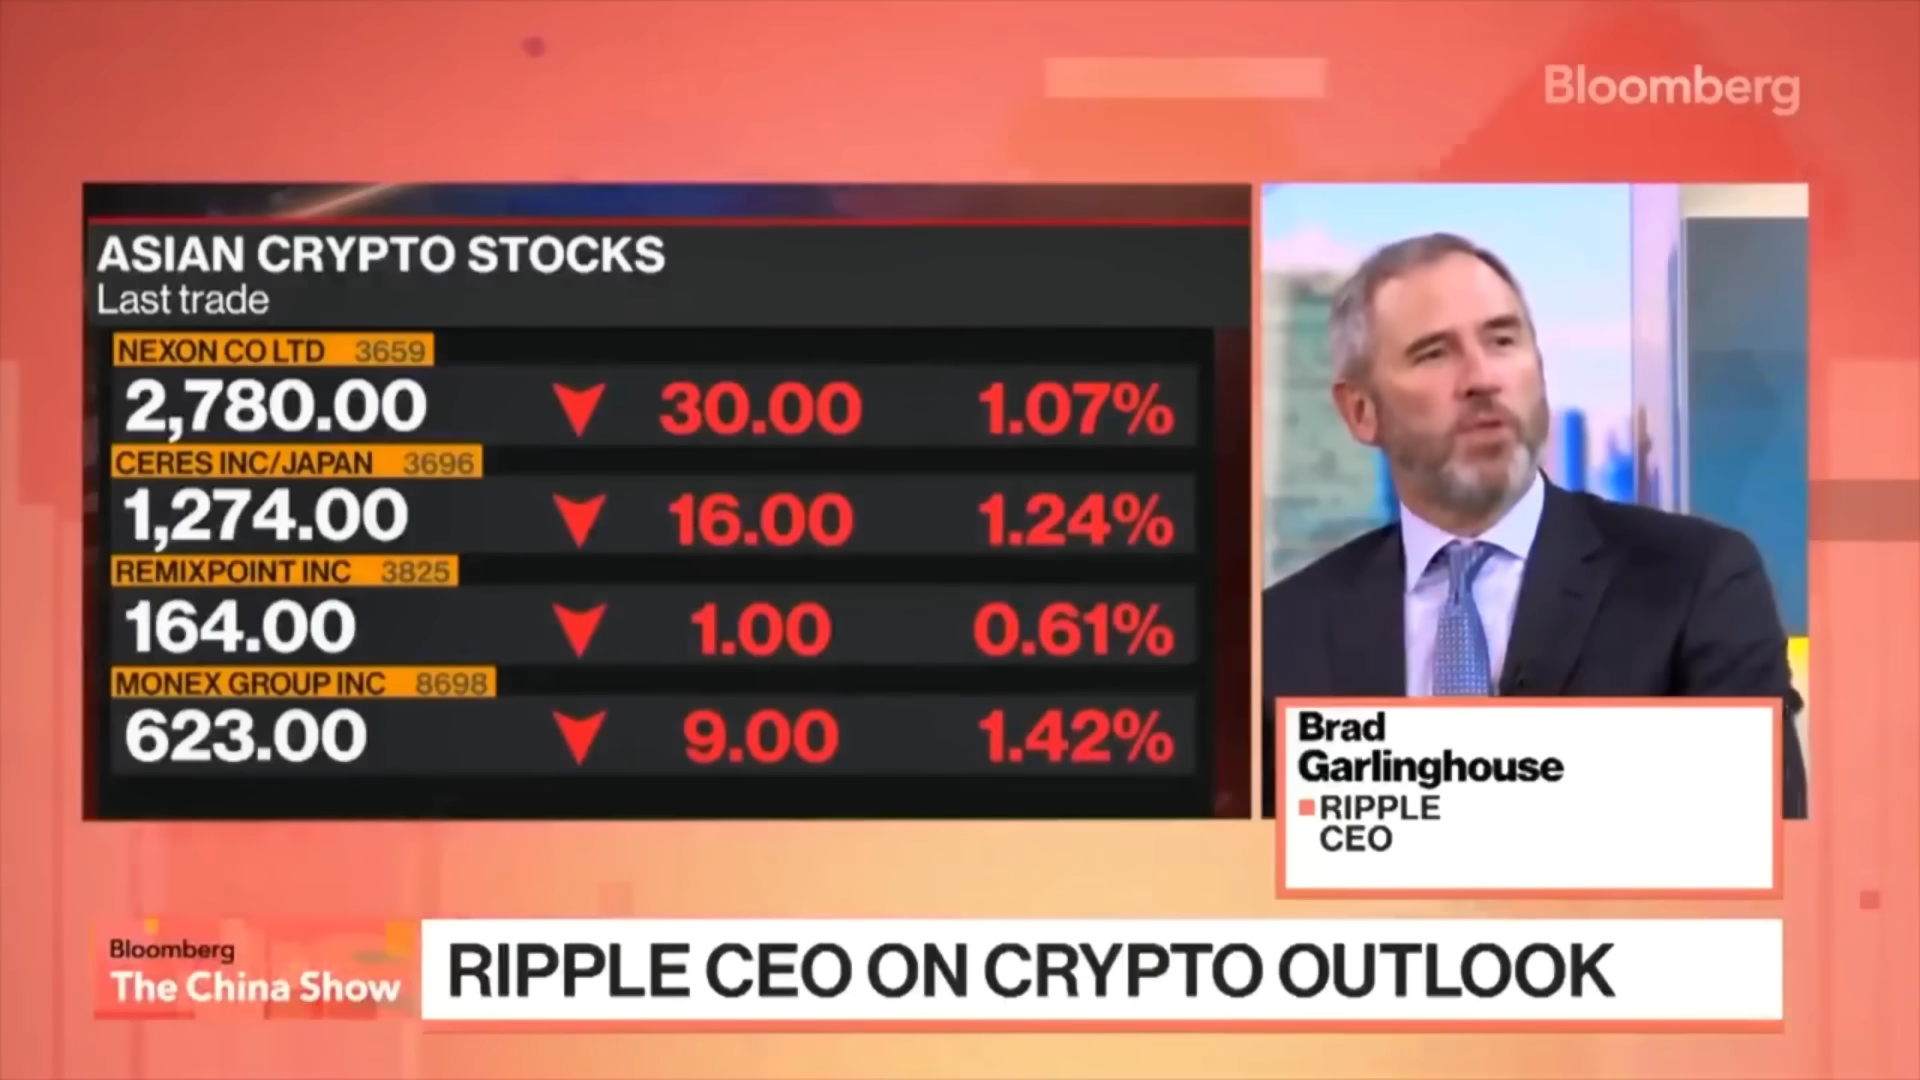 Bloomberg
ASIAN CRYPTO STOCKS
Last trade
NEXON CO LTD 3659
2,780.00 30.00 1.07%
CERES INC/JAPAN 3696
1,274.00 16.00 1.24%
REMIXPOINT INC 3825
164.00 1.00 0.61%
MONEX GROUP INC 8698
623.00 9.00 1.42%
Brad
Garlinghouse
RIPPLE
CEO
Bloomberg
The China Show
RIPPLE CEO ON CRYPTO OUTLOOK